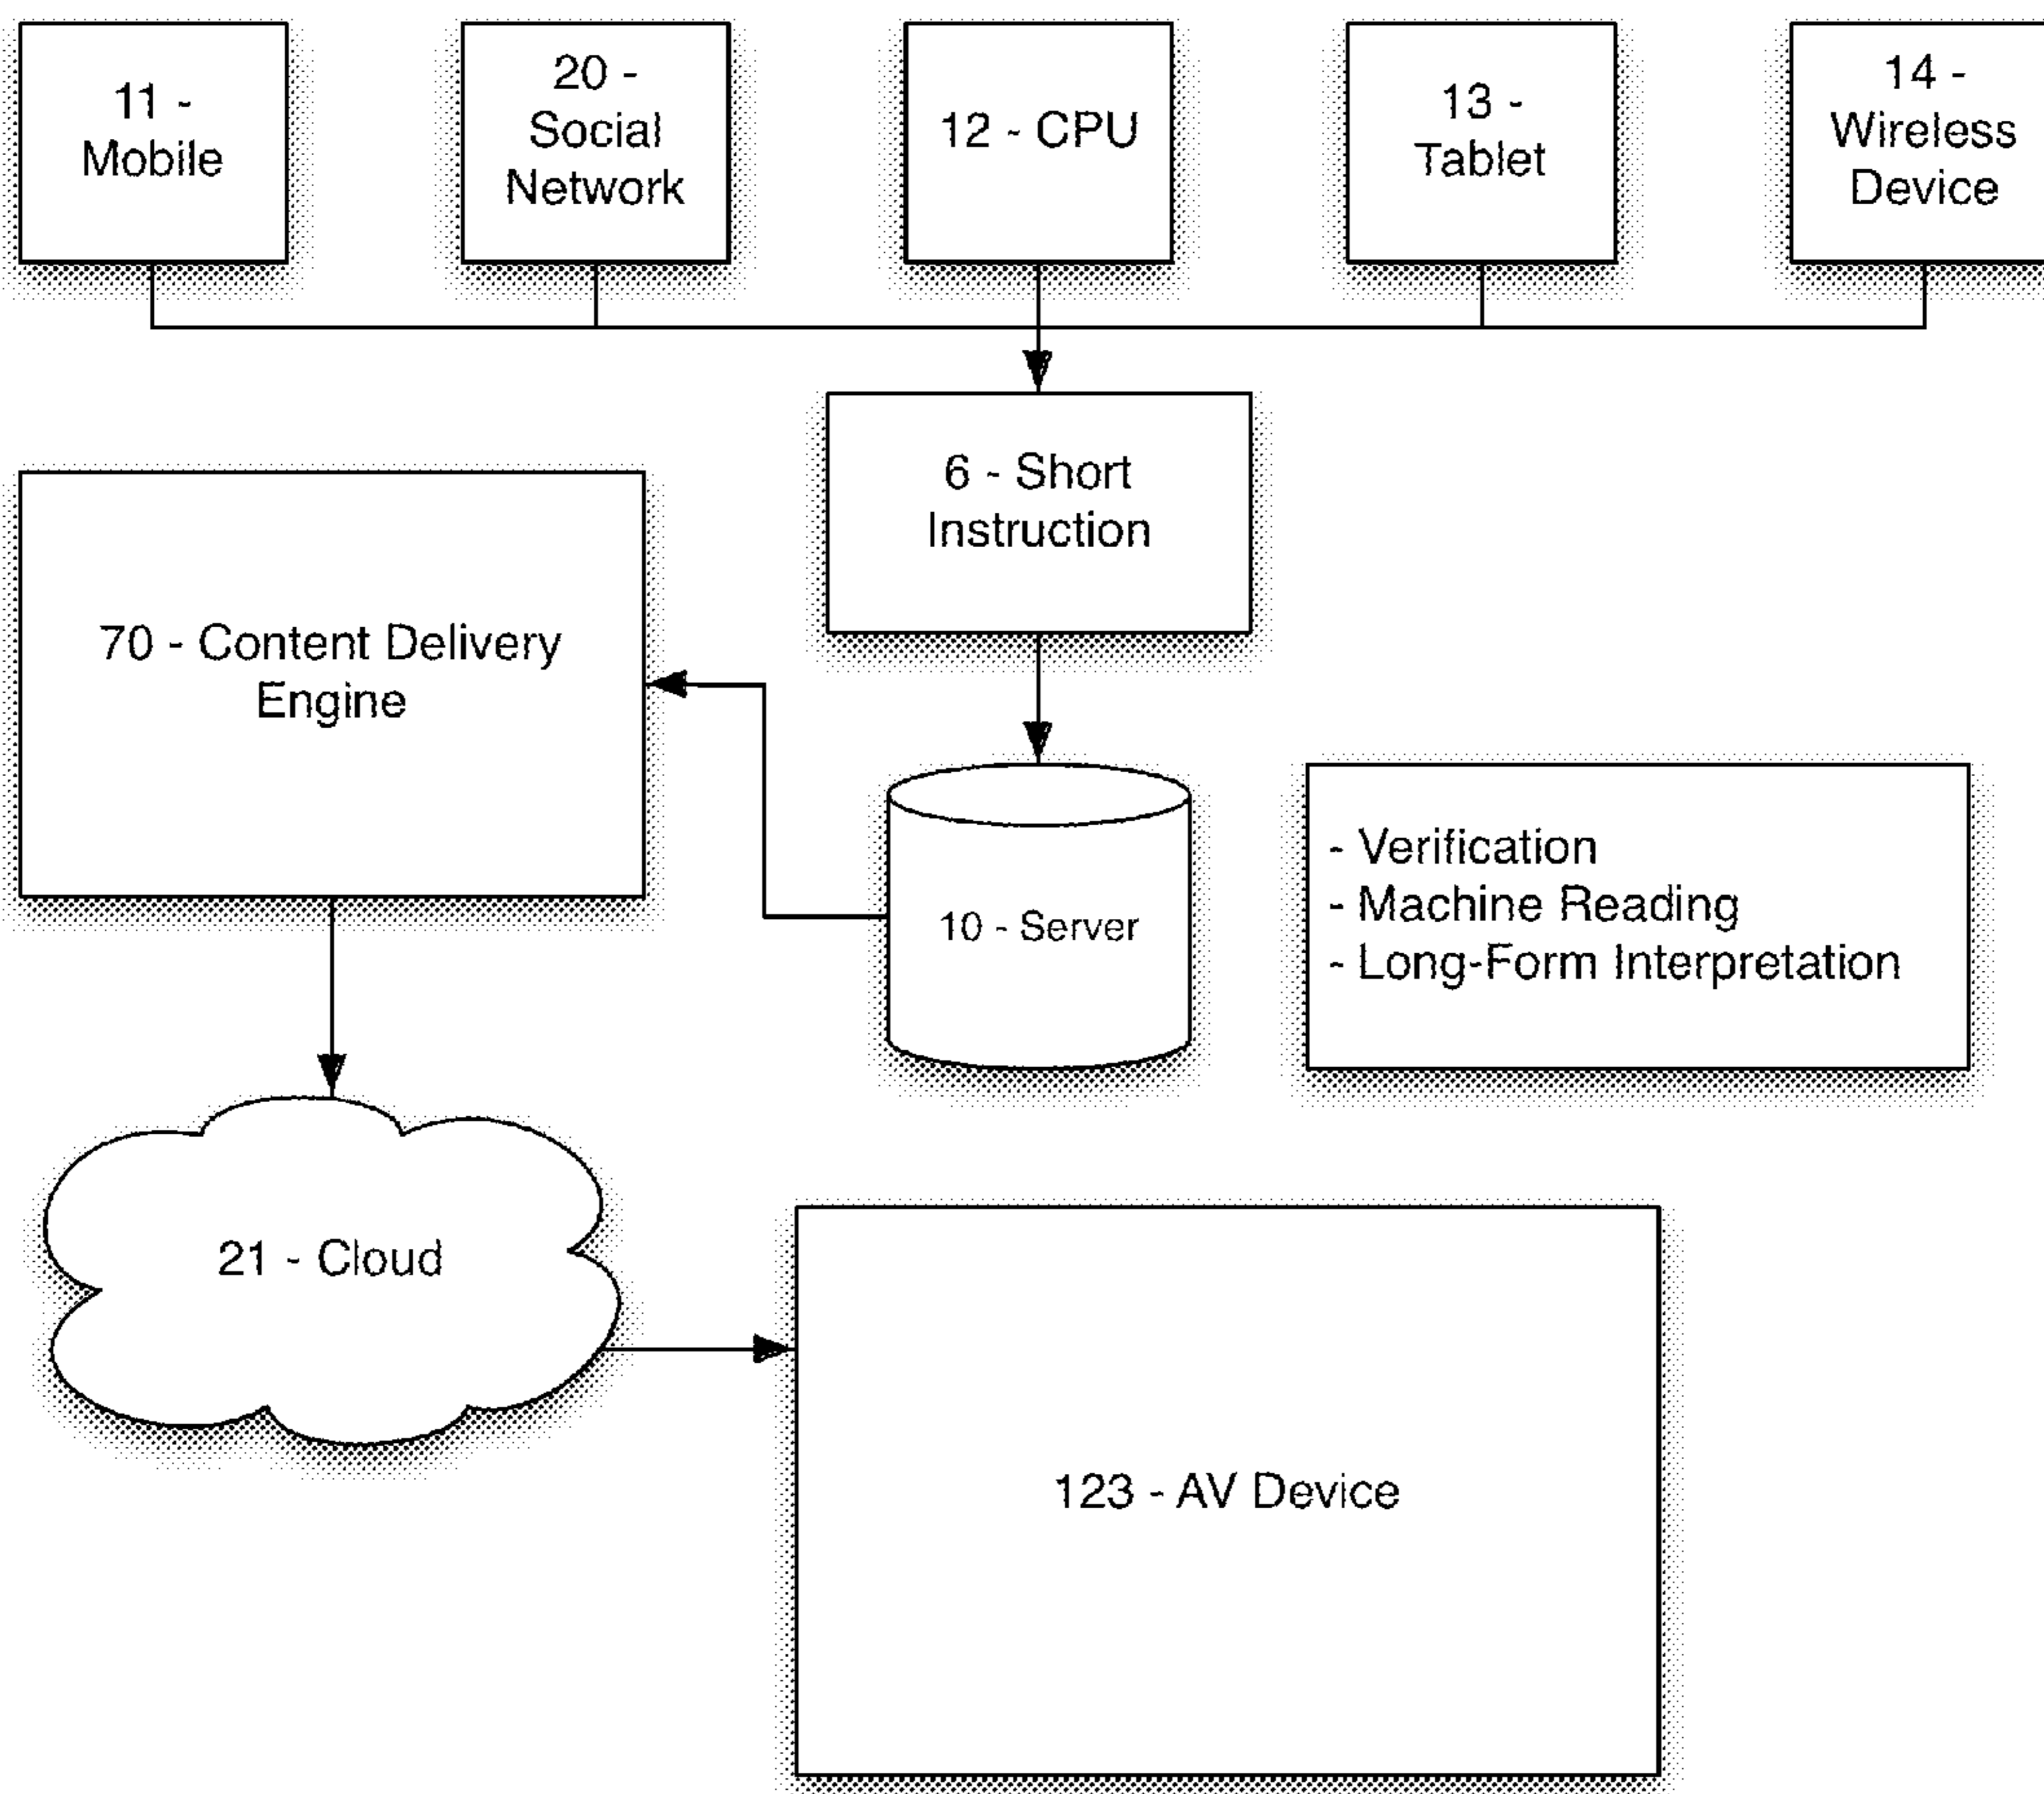 11 -
Mobile
20 -
Social
Network
12 - CPU
13 -
Tablet
14 -
Wireless
Device
6 - Short
Instruction
70 - Content Delivery
Engine
10 - Server
- Verification
- Machine Reading
- Long-Form Interpretation
21 - Cloud
123 - AV Device